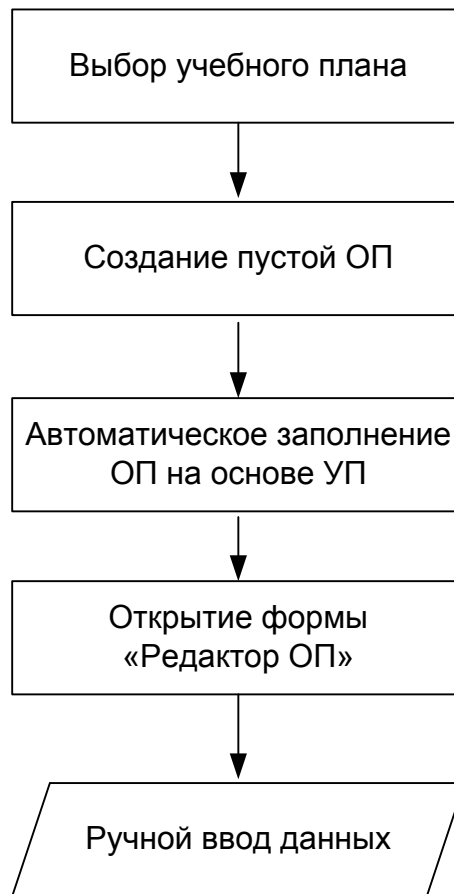 Выбор учебного плана
Создание пустой ОП
Автоматическое заполнение
ОП на основе УП
Открытие формы
«Редактор ОП»
Ручной ввод данных